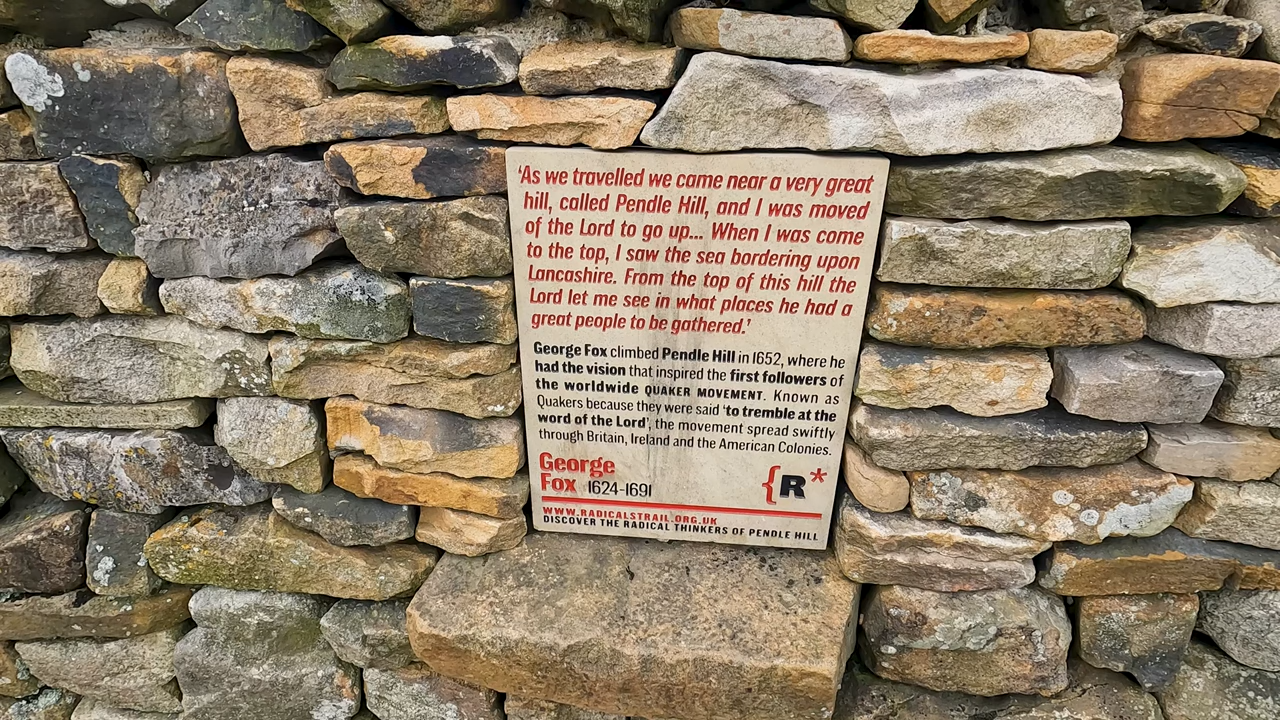 'As we travelled we came near a very great
hill, called Pendle Hill, and I was moved
of the Lord to go up... When I was come
to the top, I saw the sea bordering upon
Lancashire. From the top of this hill the
Lord let me see in what places he had a
great people to be gathered.'
George Fox climbed Pendle Hill in 1652, where he
had the vision that inspired the first followers of
the worldwide QUAKER MOVEMENT. Known as
Quakers because they were said 'to tremble at the
word of the Lord', the movement spread swiftly
through Britain, Ireland and the American Colonies.
George
Fox 1624-1691
{R*
WWW.RADICALSTRAIL.ORG.UK
DISCOVER THE RADICAL THINKERS OF PENDLE HILL